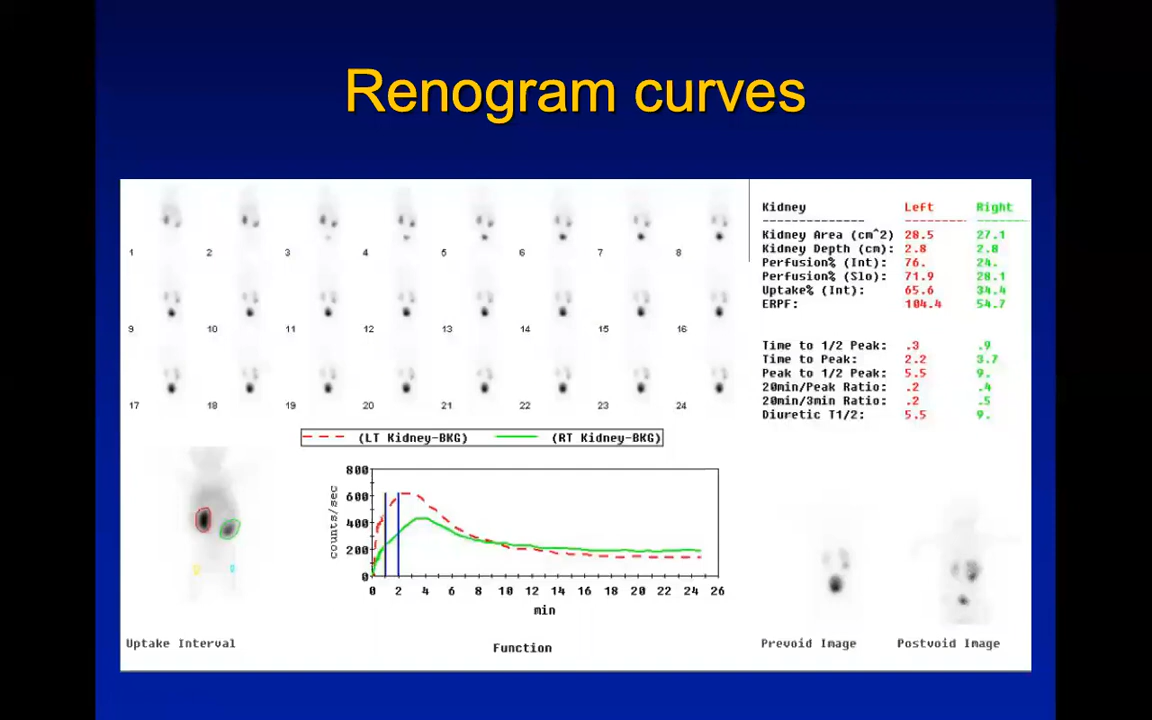 Renogram curves
1 2 3 4 5 6 7 8
9 10 11 12 13 14 15 16
17 18 19 20 21 22 23 24
Kidney Left Right
Kidney Area (cm^2) 28.5 27.1
Kidney Depth (cm): 2.8 2.8
Perfusion% (Int): 76. 24.
Perfusion% (Slo): 71.9 28.1
Uptake% (Int): 65.6 34.4
ERPF: 104.4 54.7
Time to 1/2 Peak: .3 .9
Time to Peak: 2.2 3.7
Peak to 1/2 Peak: 5.5 9.
20min/Peak Ratio: .2 .4
20min/3min Ratio: .2 .5
Diuretic T1/2: 5.5 9.
(LT Kidney-BKG) (RT Kidney-BKG)
counts/sec
800
600
400
200
0
0 2 4 6 8 10 12 14 16 18 20 22 24 26
min
Function
Uptake Interval
Prevoid Image
Postvoid Image